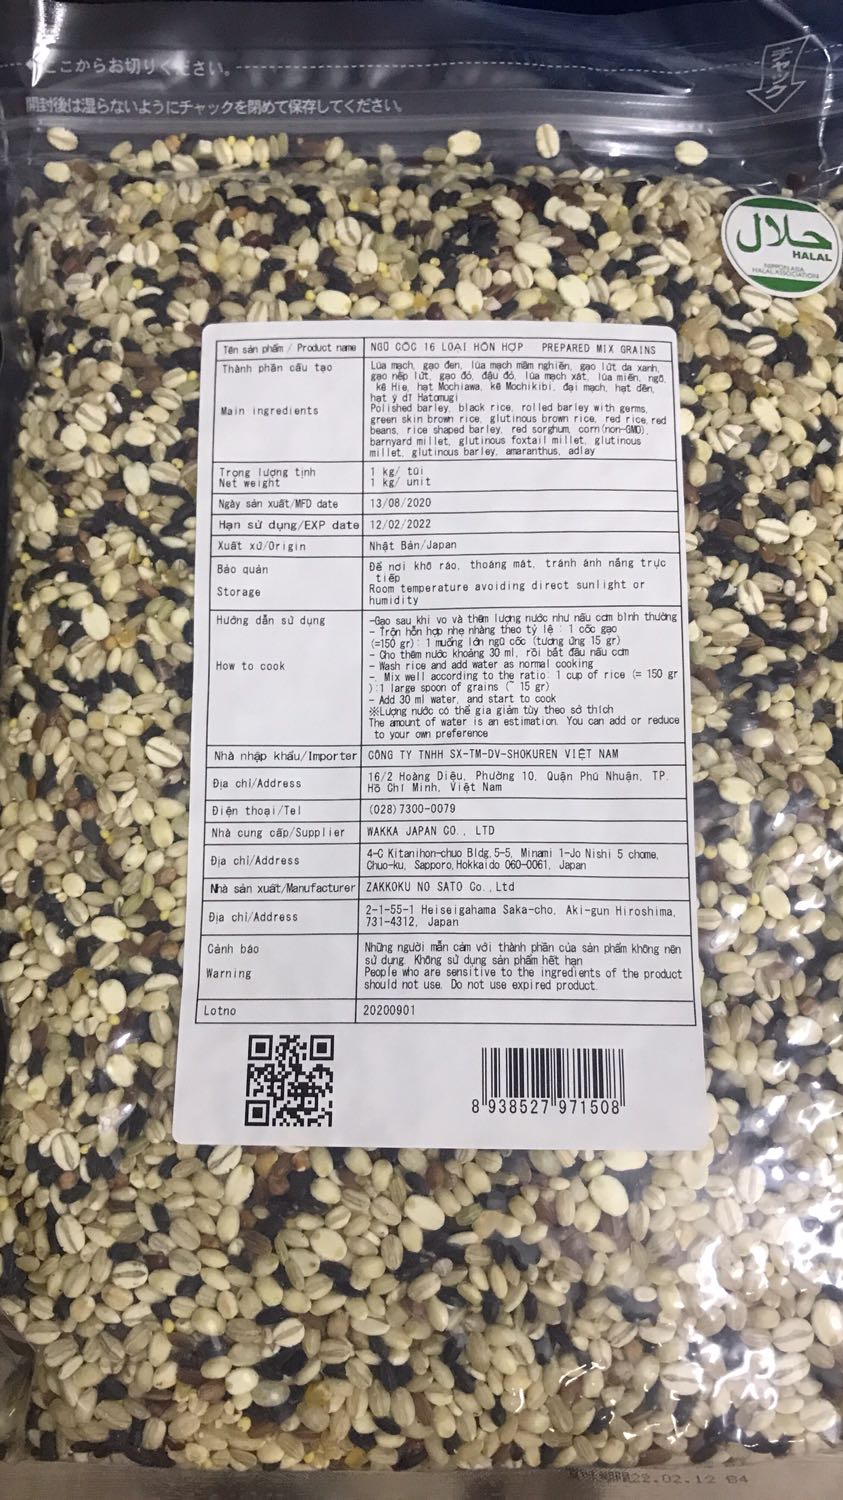 ここからお切りください。
開封後は湿らないようにチャックを閉めて保存してください。
チャック
حلال
HALAL
NIPPON ASIA
HALAL ASSOCIATION
Tên sản phẩm / Product name NGŨ CỐC 16 LOẠI HỖN HỢP PREPARED MIX GRAINS
Thành phần cấu tạo
Lúa mạch, gạo đen, lúa mạch mầm nghiền, gạo lứt da xanh,
gạo nếp lứt, gạo đỏ, đậu đỏ, lúa mạch xát, lúa miến, ngô,
kê Hie, hạt Mochiawa, kê Mochikibi, đại mạch, hạt dền,
hạt ý dĩ Hatomugi
Main ingredients
Polished barley, black rice, rolled barley with germs,
green skin brown rice, glutinous brown rice, red rice, red
beans, rice shaped barley, red sorghum, corn(non-GMO),
barnyard millet, glutinous foxtail millet, glutinous
millet, glutinous barley, amaranthus, adlay
Trọng lượng tịnh 1 kg/ túi
Net weight 1 kg/ unit
Ngày sản xuất/MFD date 13/08/2020
Hạn sử dụng/EXP date 12/02/2022
Xuất xứ/Origin Nhật Bản/Japan
Bảo quản Để nơi khô ráo, thoáng mát, tránh ánh nắng trực
tiếp
Storage Room temperature avoiding direct sunlight or
humidity
Hướng dẫn sử dụng
-Gạo sau khi vo và thêm lượng nước như nấu cơm bình thường
- Trộn hỗn hợp nhẹ nhàng theo tỷ lệ : 1 cốc gạo
(=150 gr): 1 muỗng lớn ngũ cốc (tương ứng 15 gr)
- Cho thêm nước khoảng 30 ml, rồi bắt đầu nấu cơm
How to cook
- Wash rice and add water as normal cooking
- Mix well according to the ratio: 1 cup of rice (= 150 gr
):1 large spoon of grains (~ 15 gr)
- Add 30 ml water, and start to cook
※Lượng nước có thể gia giảm tùy theo sở thích
The amount of water is an estimation. You can add or reduce
to your own preference
Nhà nhập khẩu/Importer CÔNG TY TNHH SX-TM-DV-SHOKUREN VIỆT NAM
Địa chỉ/Address 16/2 Hoàng Diệu, Phường 10, Quận Phú Nhuận, TP.
Hồ Chí Minh, Việt Nam
Điện thoại/Tel (028)7300-0079
Nhà cung cấp/Supplier WAKKA JAPAN CO., LTD
Địa chỉ/Address 4-C Kitanihon-chuo Bldg,5-5, Minami 1-Jo Nishi 5 chome,
Chuo-ku, Sapporo,Hokkaido 060-0061, Japan
Nhà sản xuất/Manufacturer ZAKKOKU NO SATO Co.,Ltd
Địa chỉ/Address 2-1-55-1 Heiseigahama Saka-cho, Aki-gun Hiroshima,
731-4312, Japan
Cảnh báo Những người mẫn cảm với thành phần của sản phẩm không nên
sử dụng. Không sử dụng sản phẩm hết hạn
Warning People who are sensitive to the ingredients of the product
should not use. Do not use expired product.
Lotno 20200901
8 938527 971508
22.02.12 64